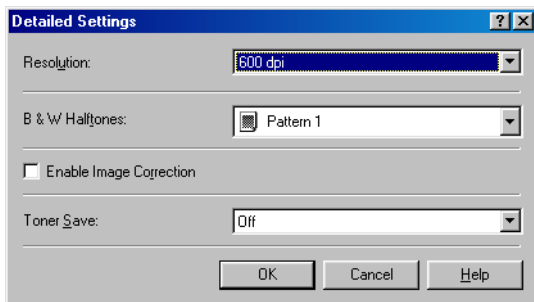 Detailed Settings
Resolution: 600 dpi
B & W Halftones: Pattern 1
Enable Image Correction
Toner Save: Off
OK Cancel Help